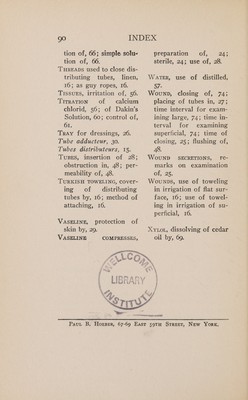 90 INDEX
tion of, 66; simple solu-
tion of, 66.
THREADS used to close dis-
tributing tubes, linen,
16; as guy ropes, 16.
TISSUES, irritation of, 56.
TITRATION of calcium
chlorid, 56; of Dakin's
Solution, 60; control of,
61.
TRAY for dressings, 26.
Tube adducteur, 30.
Tubes distributeurs, 15.
TUBES, insertion of, 28;
obstruction in, 48; per-
meability of, 48.
TURKISH TOWELING, cover-
ing of distributing
tubes by, 16; method of
attaching, 16.
VASELINE, protection of
skin by, 29.
VASELINE COMPRESSES,
preparation of, 24;
sterile, 24; use of, 28.
WATER, use of distilled,
57.
WOUND, closing of, 74;
placing of tubes in, 27;
time interval for exam-
ining large, 74; time in-
terval for examining
superficial, 74; time of
closing, 25; flushing of,
48.
WOUND SECRETIONS, re-
marks on examination
of, 25.
WOUNDS, use of toweling
in irrigation of flat sur-
face, 16; use of towel-
ing in irrigation of su-
perficial, 16.
XYLOL, dissolving of cedar
oil by, 69.
WELLCOME
LIBRARY
INSTITUTE
PAUL B. HOEBER, 67-69 EAST 59TH STREET, NEW YORK.